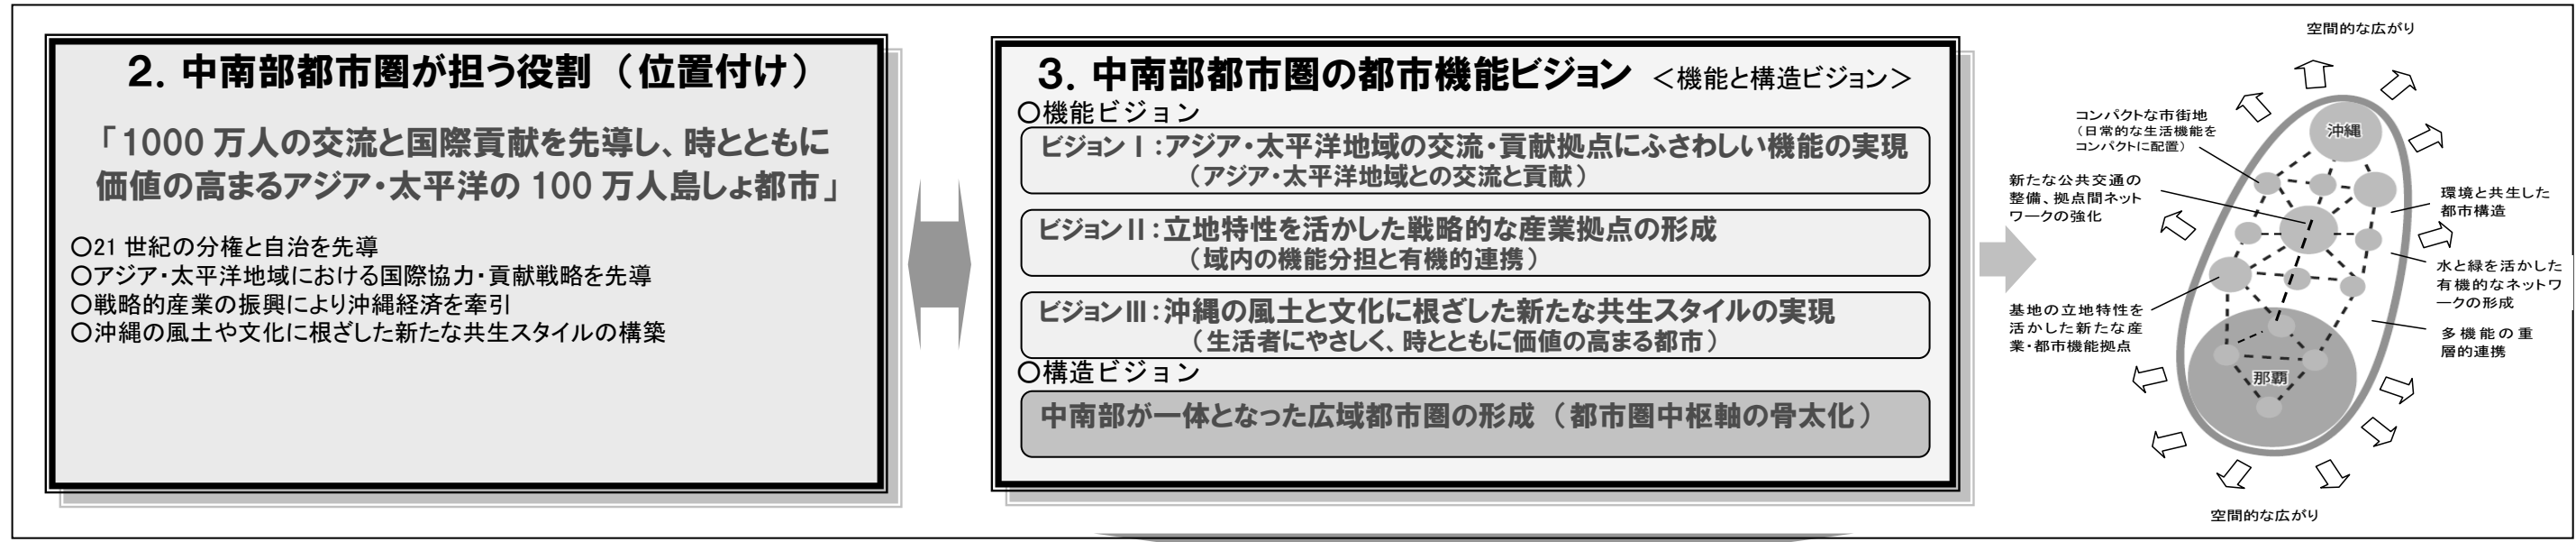 2．中南部都市圏が担う役割（位置付け）
「1000 万人の交流と国際貢献を先導し、時とともに
価値の高まるアジア・太平洋の 100 万人島しょ都市」
○21 世紀の分権と自治を先導
○アジア・太平洋地域における国際協力・貢献戦略を先導
○戦略的産業の振興により沖縄経済を牽引
○沖縄の風土や文化に根ざした新たな共生スタイルの構築
3．中南部都市圏の都市機能ビジョン ＜機能と構造ビジョン＞
○機能ビジョン
ビジョンⅠ：アジア・太平洋地域の交流・貢献拠点にふさわしい機能の実現
（アジア・太平洋地域との交流と貢献）
ビジョンⅡ：立地特性を活かした戦略的な産業拠点の形成
（域内の機能分担と有機的連携）
ビジョンⅢ：沖縄の風土と文化に根ざした新たな共生スタイルの実現
（生活者にやさしく、時とともに価値の高まる都市）
○構造ビジョン
中南部が一体となった広域都市圏の形成（都市圏中枢軸の骨太化）
空間的な広がり
コンパクトな市街地
（日常的な生活機能を
コンパクトに配置）
新たな公共交通の
整備、拠点間ネット
ワークの強化
基地の立地特性を
活かした新たな産
業・都市機能拠点
沖縄
那覇
環境と共生した
都市構造
水と緑を活かした
有機的なネットワ
ークの形成
多機能の重
層的連携
空間的な広がり